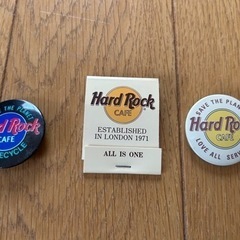 SAVE THE PLANET
Hard Rock
CAFE
RECYCLE
Hard Rock
CAFE
ESTABLISHED
IN LONDON 1971
ALL IS ONE
SAVE THE PLANET
Hard Rock
CAFE
LOVE ALL SERVE